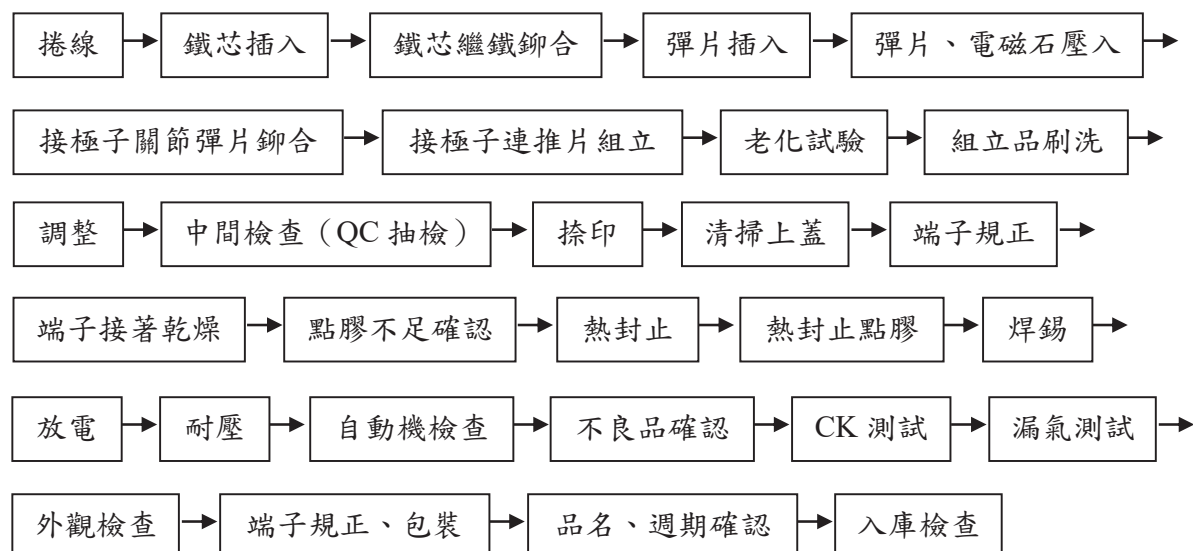 捲線 鐵芯插入 鐵芯繼鐵鉚合 彈片插入 彈片、電磁石壓入
接極子關節彈片鉚合 接極子連推片組立 老化試驗 組立品刷洗
調整 中間檢查（QC 抽檢） 捺印 清掃上蓋 端子規正
端子接著乾燥 點膠不足確認 熱封止 熱封止點膠 焊錫
放電 耐壓 自動機檢查 不良品確認 CK 測試 漏氣測試
外觀檢查 端子規正、包裝 品名、週期確認 入庫檢查